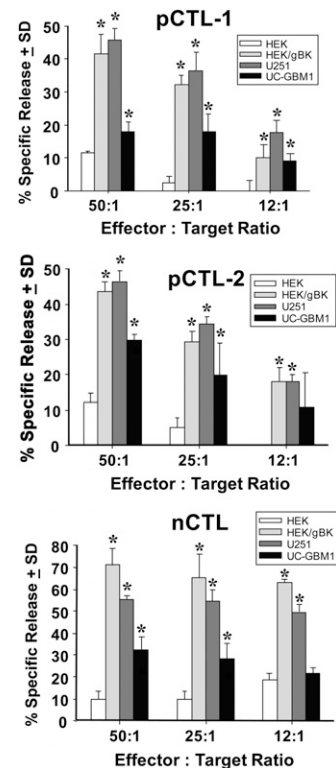 pCTL-1
% Specific Release ± SD
50
40
30
20
10
0
HEK
HEK/gBK
U251
UC-GBM1
* * * * * * * * *
50:1 25:1 12:1
Effector : Target Ratio
pCTL-2
% Specific Release ± SD
50
40
30
20
10
0
HEK
HEK/gBK
U251
UC-GBM1
* * * * * * * *
50:1 25:1 12:1
Effector : Target Ratio
nCTL
% Specific Release ± SD
80
70
60
50
40
30
20
10
0
HEK
HEK/gBK
U251
UC-GBM1
* * * * * * * *
50:1 25:1 12:1
Effector : Target Ratio